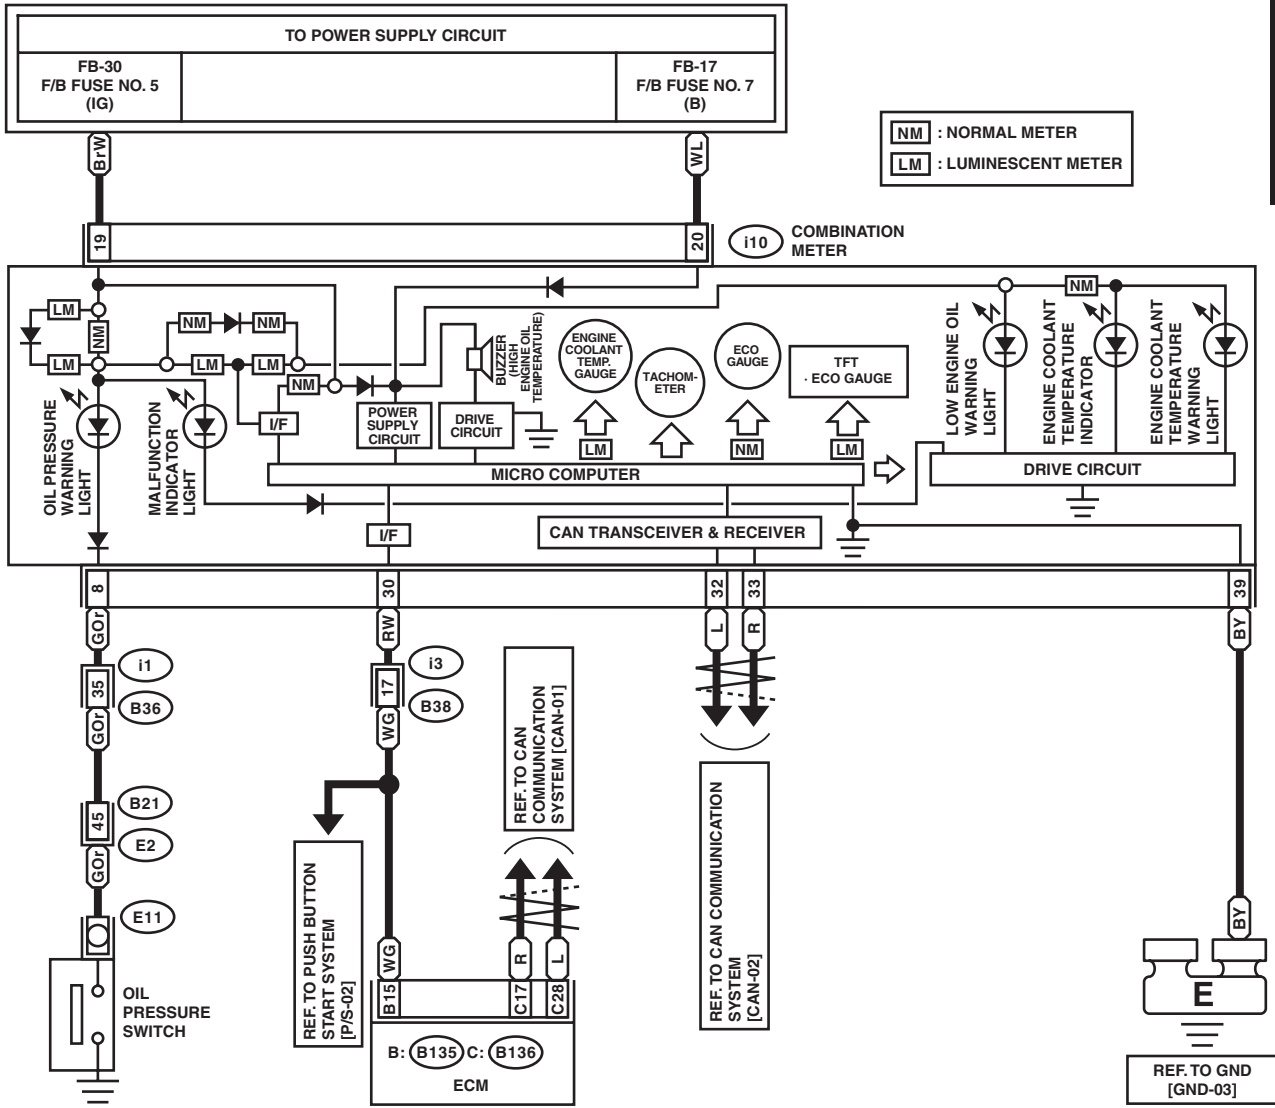 TO POWER SUPPLY CIRCUIT
FB-30
F/B FUSE NO. 5
(IG)
FB-17
F/B FUSE NO. 7
(B)
NM : NORMAL METER
LM : LUMINESCENT METER
BrW
WL
19
20
i10
COMBINATION
METER
LM
NM
LM
NM
NM
LM
LM
NM
I/F
POWER
SUPPLY
CIRCUIT
DRIVE
CIRCUIT
BUZZER
(HIGH
ENGINE OIL
TEMPERATURE)
ENGINE
COOLANT
TEMP.
GAUGE
TACHOM-
ETER
ECO
GAUGE
TFT
· ECO GAUGE
LM
NM
LM
NM
LOW ENGINE OIL
WARNING
LIGHT
ENGINE COOLANT
TEMPERATURE
INDICATOR
ENGINE COOLANT
TEMPERATURE
WARNING
LIGHT
OIL PRESSURE
WARNING
LIGHT
MALFUNCTION
INDICATOR
LIGHT
MICRO COMPUTER
DRIVE CIRCUIT
I/F
CAN TRANSCEIVER & RECEIVER
8
30
32
33
39
GOr
RW
L
R
BY
35
i1
B36
GOr
17
i3
B38
WG
45
B21
E2
GOr
E11
OIL
PRESSURE
SWITCH
REF. TO PUSH BUTTON
START SYSTEM
[P/S-02]
REF. TO CAN
COMMUNICATION
SYSTEM [CAN-01]
REF. TO CAN COMMUNICATION
SYSTEM
[CAN-02]
WG
R
L
B15
C17
C28
B: B135 C: B136
ECM
BY
E
REF. TO GND
[GND-03]